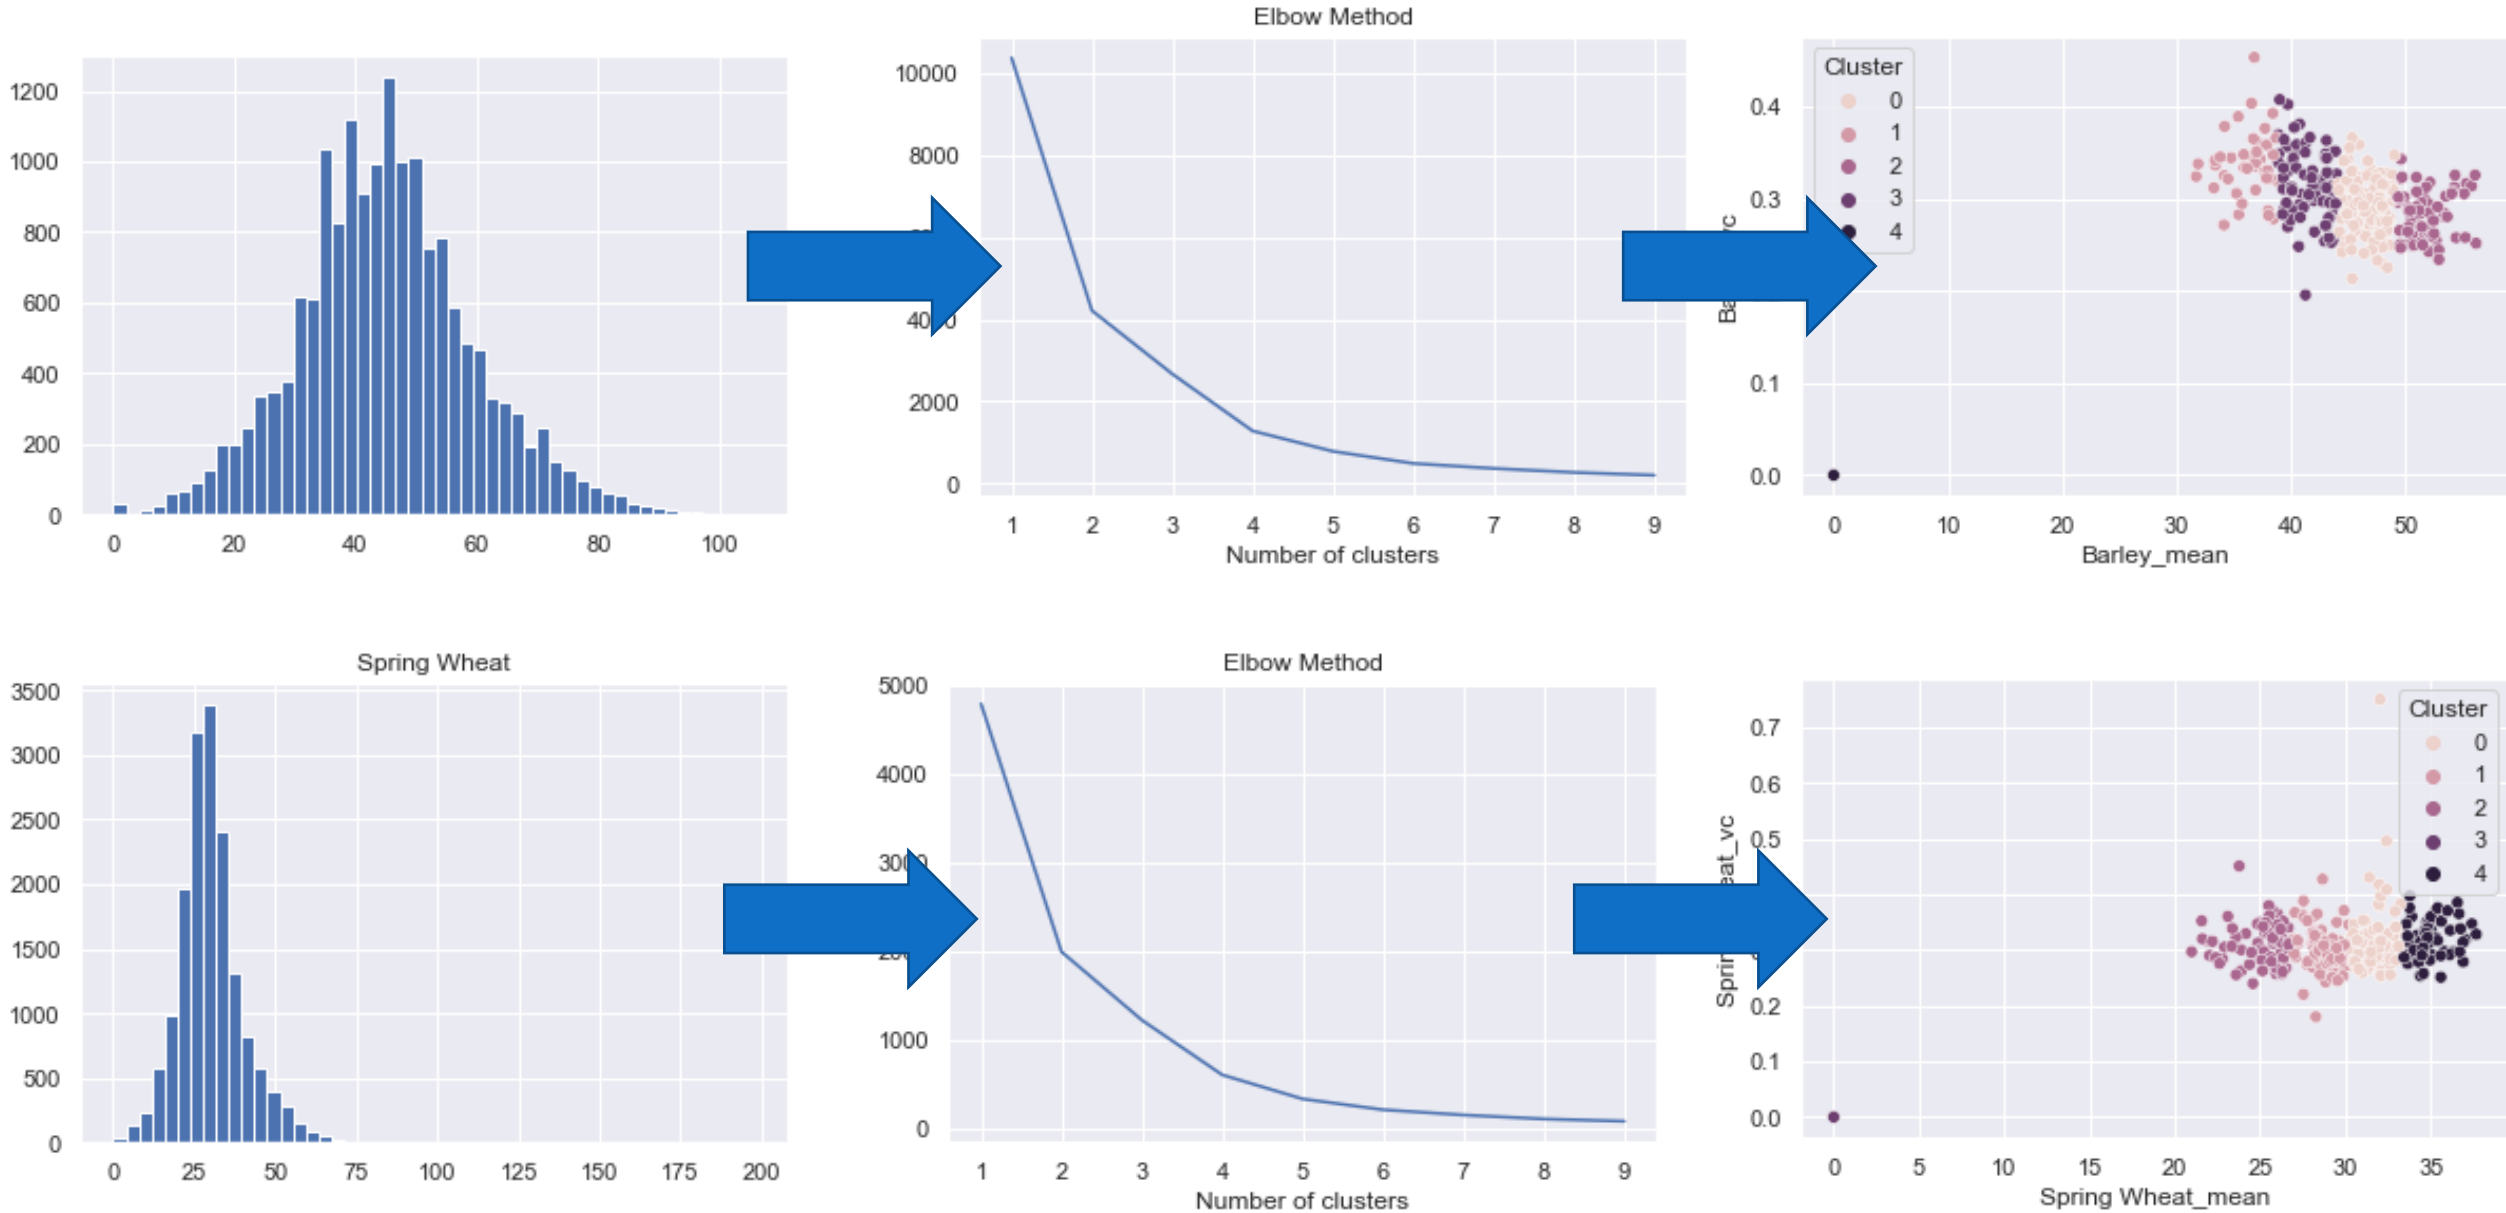 1200
1000
800
600
400
200
0
0 20 40 60 80 100
Elbow Method
10000
8000
2000
0
1 2 3 4 5 6 7 8 9
Number of clusters
Cluster
0
1
2
3
4
0.4
0.3
0.1
0.0
0 10 20 30 40 50
Barley_mean
Spring Wheat
3500
3000
2500
2000
1500
1000
500
0
0 25 50 75 100 125 150 175 200
Elbow Method
5000
4000
1000
0
1 2 3 4 5 6 7 8 9
Number of clusters
Cluster
0
1
2
3
4
0.7
0.6
0.5
0.2
0.1
0.0
0 5 10 15 20 25 30 35
Spring Wheat_mean